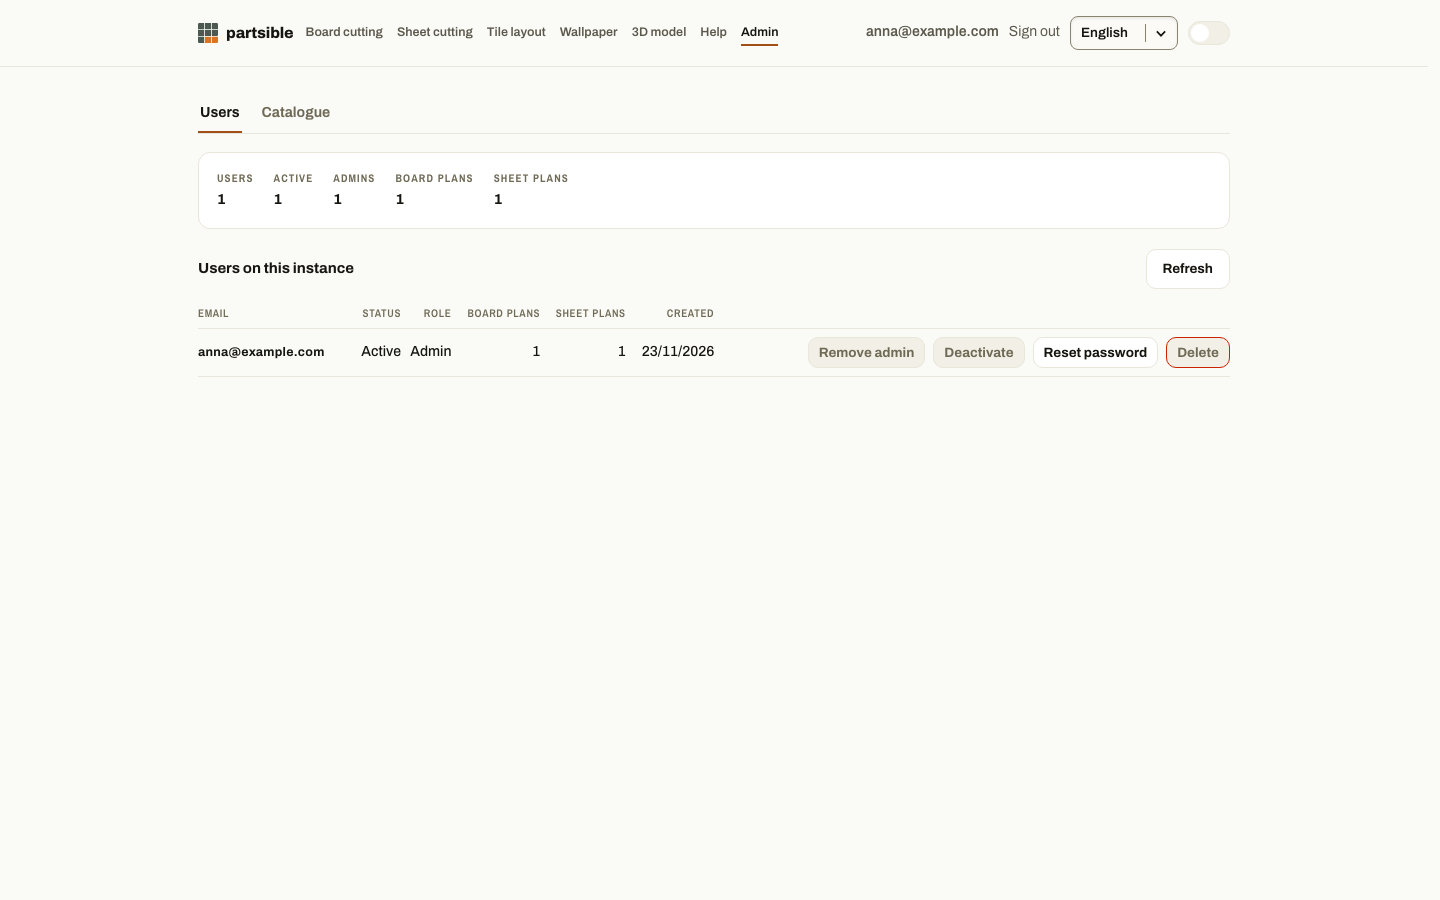 partsible Board cutting Sheet cutting Tile layout Wallpaper 3D model Help Admin anna@example.com Sign out English
Users Catalogue
USERS ACTIVE ADMINS BOARD PLANS SHEET PLANS
1 1 1 1 1
Users on this instance Refresh
EMAIL STATUS ROLE BOARD PLANS SHEET PLANS CREATED
anna@example.com Active Admin 1 1 23/11/2026 Remove admin Deactivate Reset password Delete